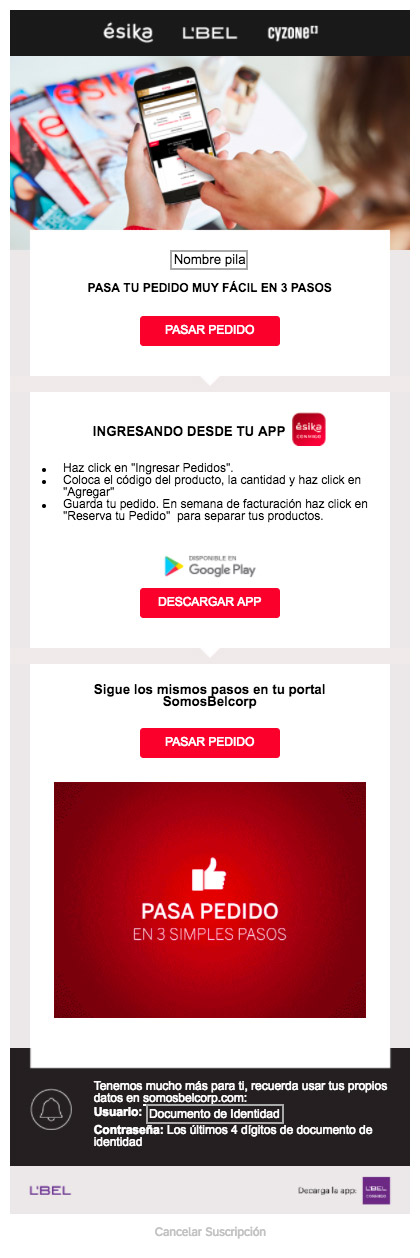 ésika L'BEL CYZONE
esika
Nombre pila
PASA TU PEDIDO MUY FÁCIL EN 3 PASOS
PASAR PEDIDO
INGRESANDO DESDE TU APP
ésika
CONMIGO
Haz click en "Ingresar Pedidos".
Coloca el código del producto, la cantidad y haz click en
"Agregar"
Guarda tu pedido. En semana de facturación haz click en
"Reserva tu Pedido" para separar tus productos.
DISPONIBLE EN
Google Play
DESCARGAR APP
Sigue los mismos pasos en tu portal
SomosBelcorp
PASAR PEDIDO
PASA PEDIDO
EN 3 SIMPLES PASOS
Tenemos mucho más para ti, recuerda usar tus propios
datos en somosbelcorp.com:
Usuario: Documento de Identidad
Contraseña: Los últimos 4 dígitos de documento de
identidad
L'BEL
Decarga la app:
L'BEL
CONMIGO
Cancelar Suscripción